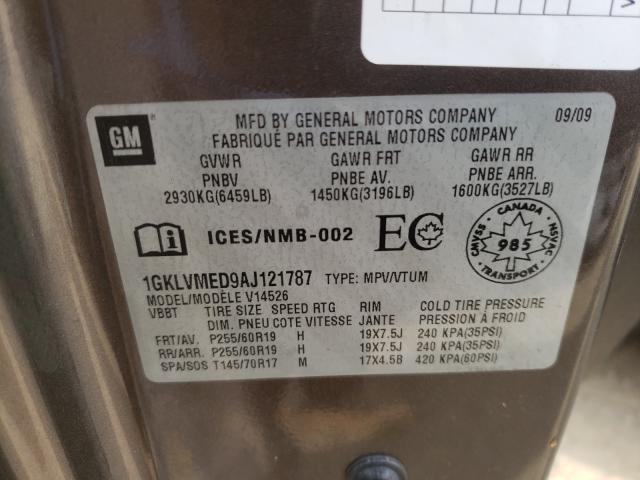 GM
MFD BY GENERAL MOTORS COMPANY 09/09
FABRIQUÉ PAR GENERAL MOTORS COMPANY
GVWR GAWR FRT GAWR RR
PNBV PNBE AV. PNBE ARR.
2930KG(6459LB) 1450KG(3196LB) 1600KG(3527LB)
ICES/NMB-002 EC
CANADA
CMVSS 985 NSVAC
TRANSPORT
1GKLVMED9AJ121787 TYPE: MPV/VTUM
MODEL/MODÈLE V14526
VBBT TIRE SIZE SPEED RTG RIM COLD TIRE PRESSURE
DIM. PNEU COTE VITESSE JANTE PRESSION À FROID
FRT/AV. P255/60R19 H 19X7.5J 240 KPA(35PSI)
RR/ARR. P255/60R19 H 19X7.5J 240 KPA(35PSI)
SPA/SOS T145/70R17 M 17X4.5B 420 KPA(60PSI)